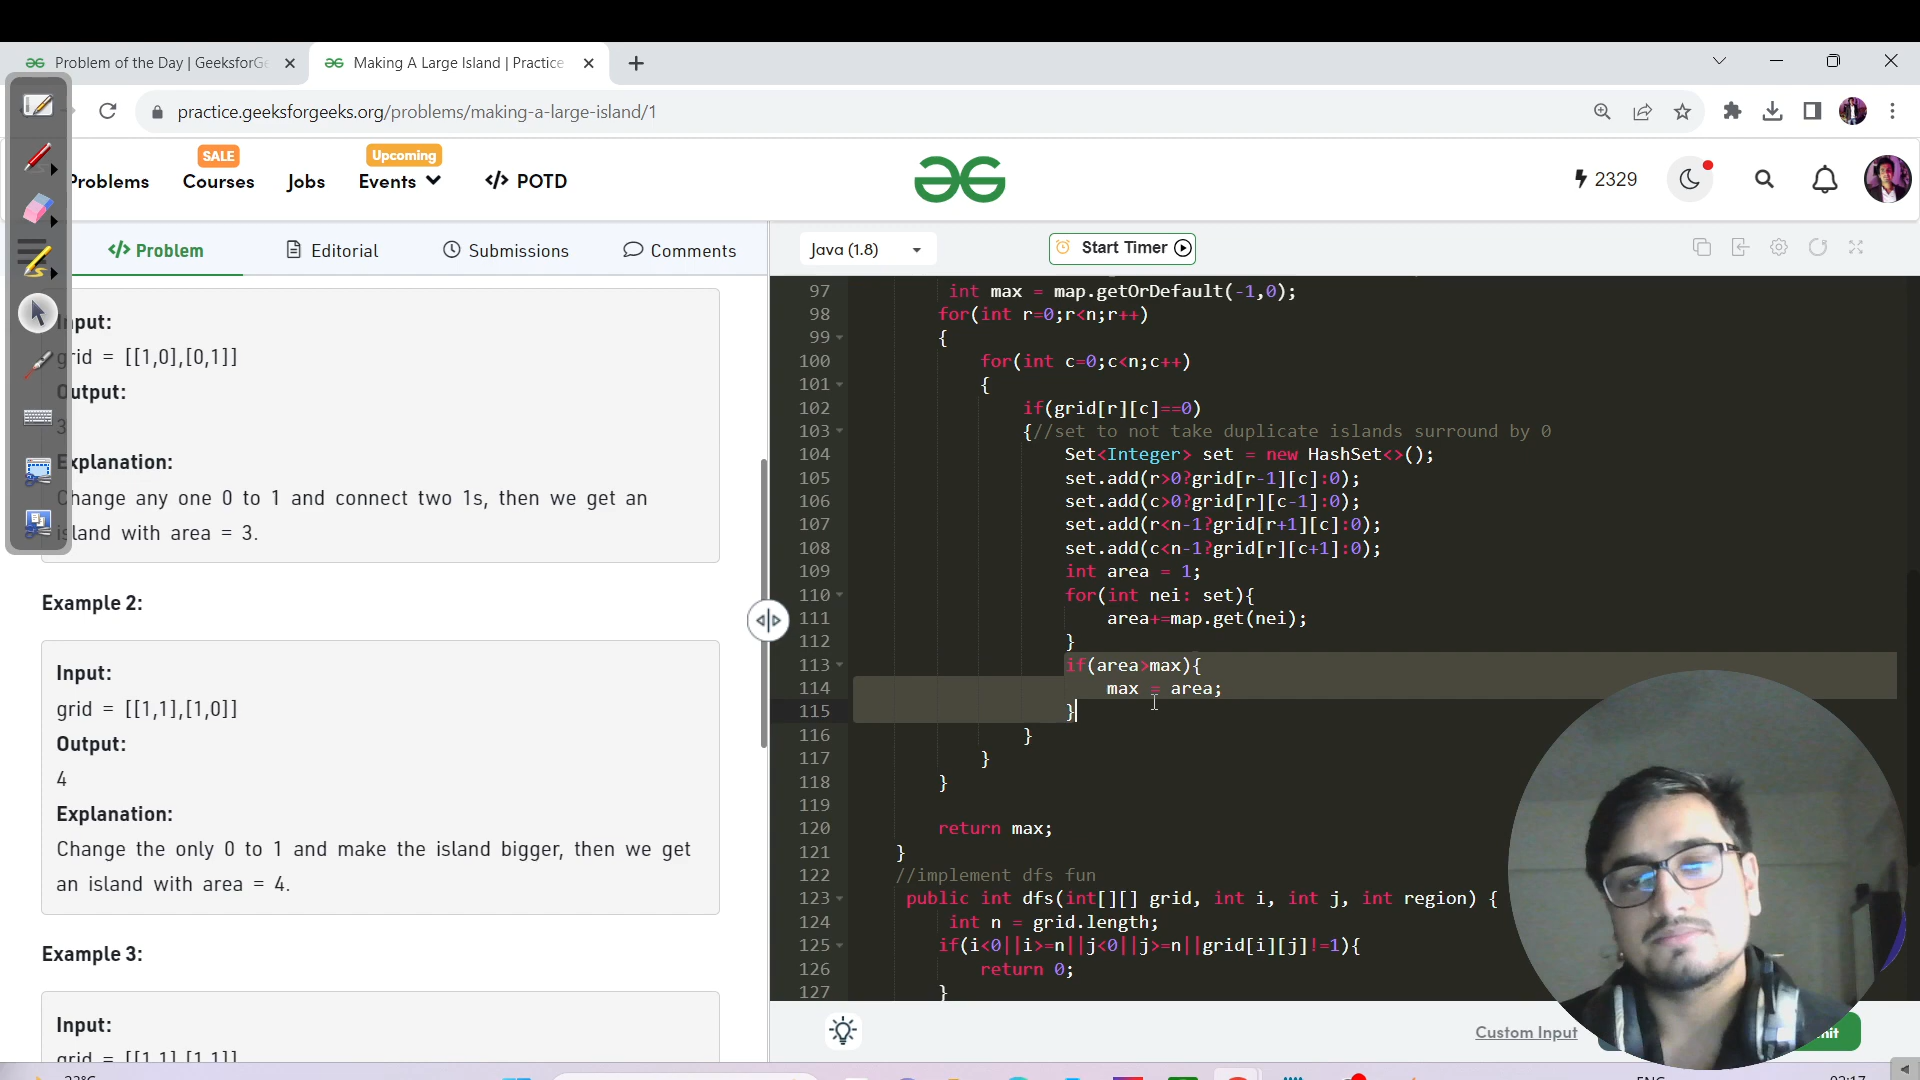 Problem of the Day | GeeksforGe
Making A Large Island | Practice
practice.geeksforgeeks.org/problems/making-a-large-island/1
Problems
SALE
Courses
Jobs
Upcoming
Events
</> POTD
2329
</> Problem
Editorial
Submissions
Comments
Java (1.8)
Start Timer
Input:
grid = [[1,0],[0,1]]
Output:
3
Explanation:
Change any one 0 to 1 and connect two 1s, then we get an
island with area = 3.
Example 2:
Input:
grid = [[1,1],[1,0]]
Output:
4
Explanation:
Change the only 0 to 1 and make the island bigger, then we get
an island with area = 4.
Example 3:
Input:
grid = [[1,1],[1,1]]
97 int max = map.getOrDefault(-1,0);
98 for(int r=0;r<n;r++)
99 {
100 for(int c=0;c<n;c++)
101 {
102 if(grid[r][c]==0)
103 {//set to not take duplicate islands surround by 0
104 Set<Integer> set = new HashSet<>();
105 set.add(r>0?grid[r-1][c]:0);
106 set.add(c>0?grid[r][c-1]:0);
107 set.add(r<n-1?grid[r+1][c]:0);
108 set.add(c<n-1?grid[r][c+1]:0);
109 int area = 1;
110 for(int nei: set){
111 area+=map.get(nei);
112 }
113 if(area>max){
114 max = area;
115 }
116 }
117 }
118 }
119
120 return max;
121 }
122 //implement dfs fun
123 public int dfs(int[][] grid, int i, int j, int region) {
124 int n = grid.length;
125 if(i<0||i>=n||j<0||j>=n||grid[i][j]!=1){
126 return 0;
127 }
Custom Input